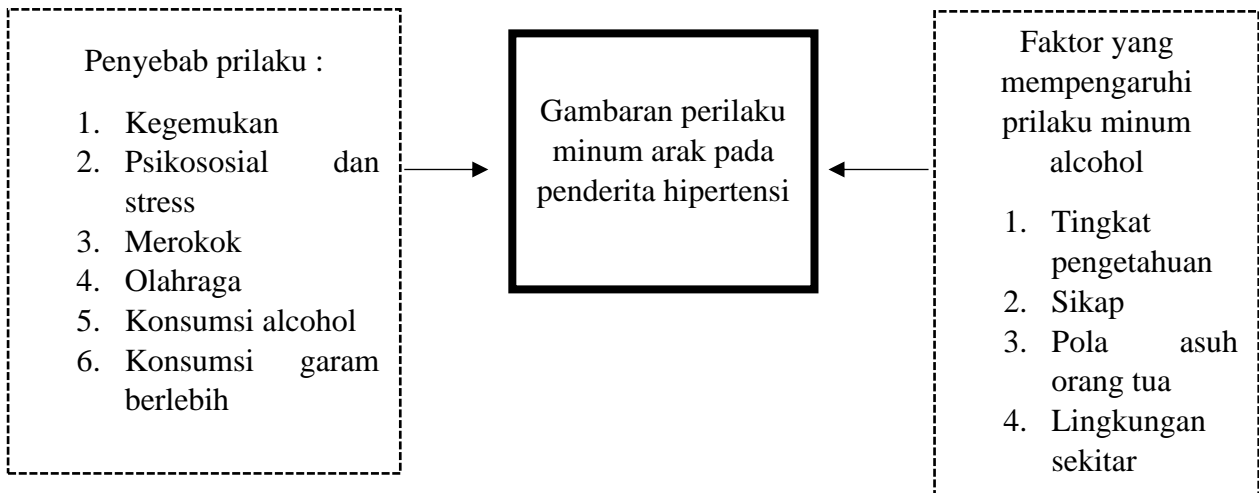 Penyebab prilaku :
1. Kegemukan
2. Psikososial dan
stress
3. Merokok
4. Olahraga
5. Konsumsi alcohol
6. Konsumsi garam
berlebih
Gambaran perilaku
minum arak pada
penderita hipertensi
Faktor yang
mempengaruhi
prilaku minum
alcohol
1. Tingkat
pengetahuan
2. Sikap
3. Pola asuh
orang tua
4. Lingkungan
sekitar